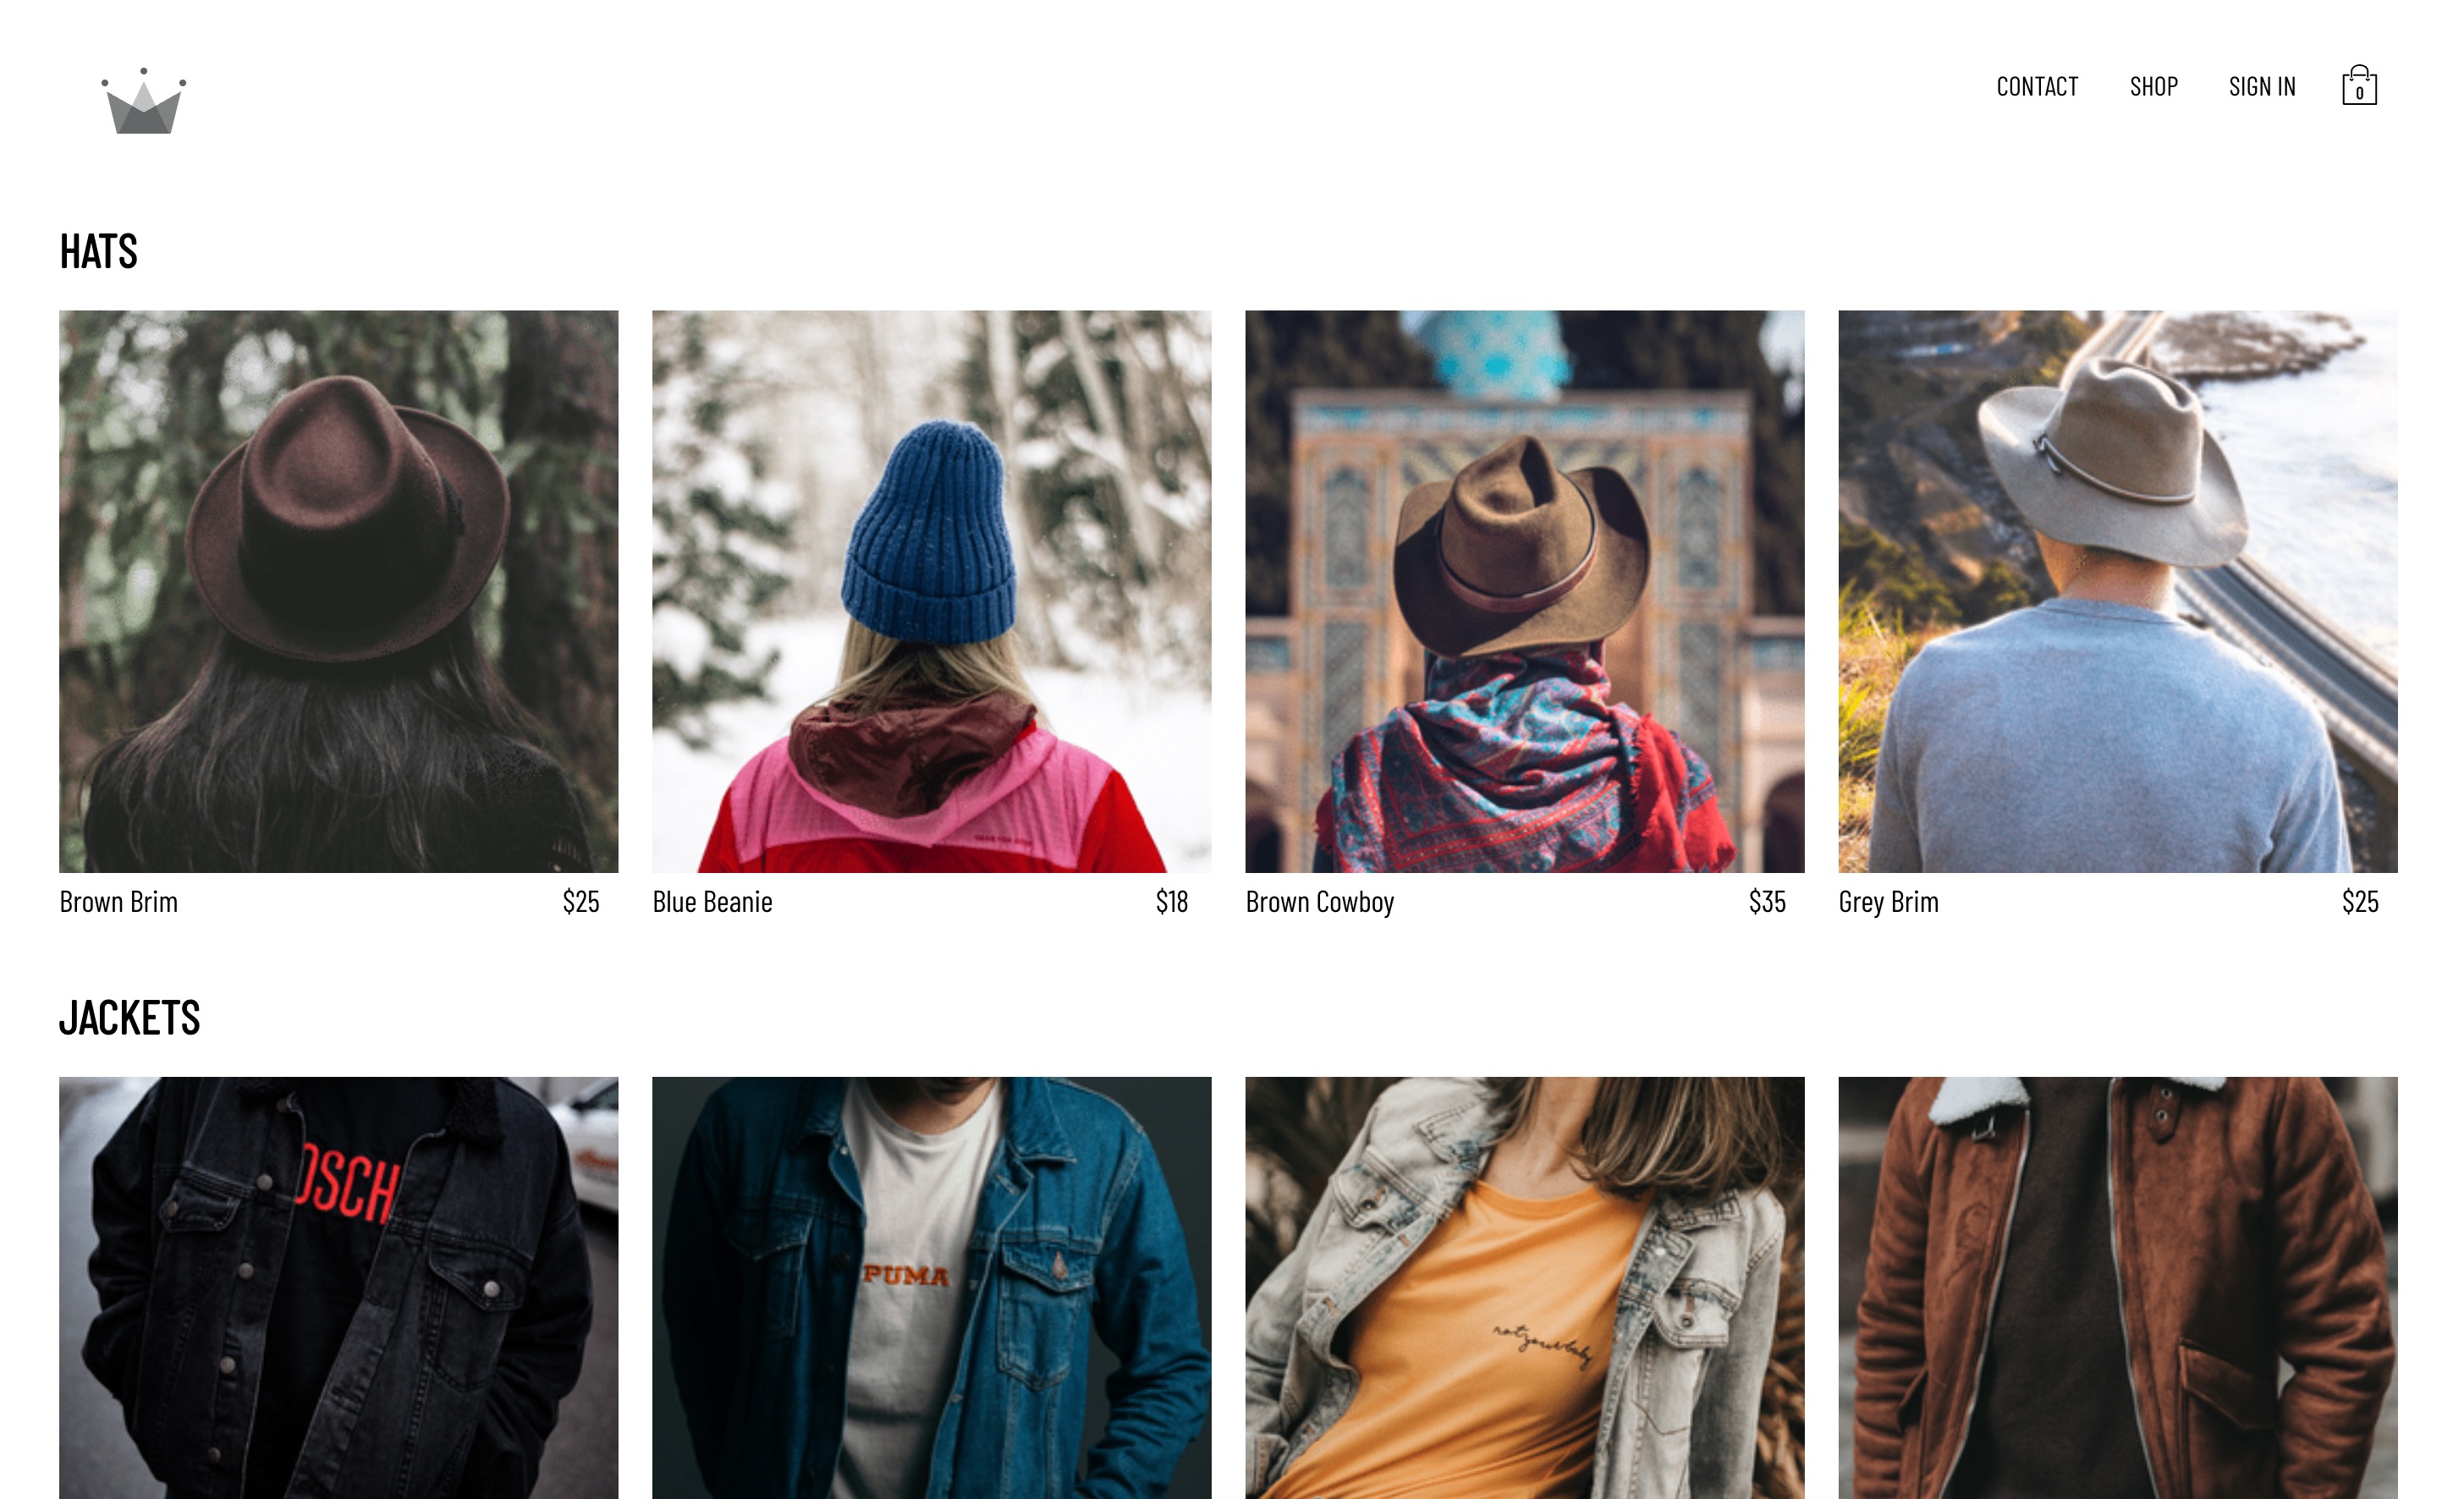 CONTACT SHOP SIGN IN 0
HATS
Brown Brim $25
Blue Beanie $18
Brown Cowboy $35
Grey Brim $25
JACKETS
OSCH
PUMA
not your baby